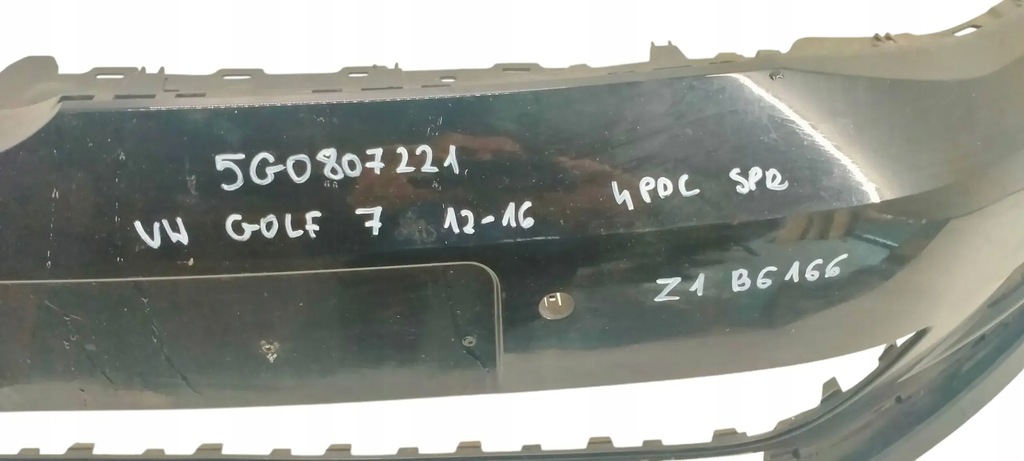 5G0807221
VW GOLF 7 12-16
4PDC SPR
Z1 B6166